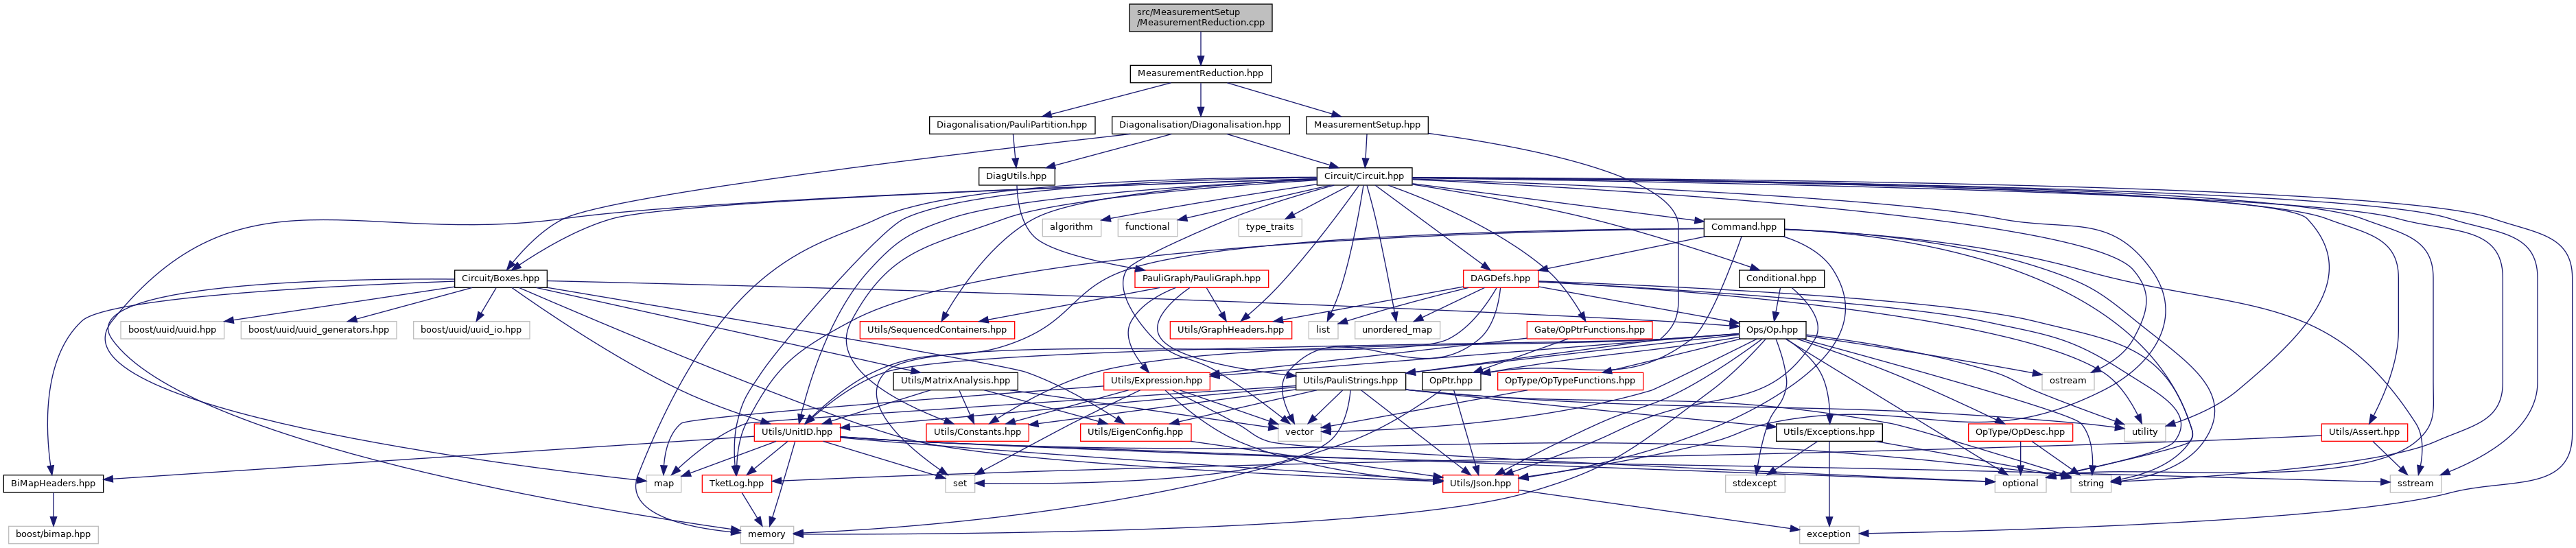 src/MeasurementSetup
/MeasurementReduction.cpp
MeasurementReduction.hpp
Diagonalisation/PauliPartition.hpp
Diagonalisation/Diagonalisation.hpp
MeasurementSetup.hpp
DiagUtils.hpp
Circuit/Circuit.hpp
algorithm
functional
type_traits
Command.hpp
Circuit/Boxes.hpp
PauliGraph/PauliGraph.hpp
DAGDefs.hpp
Conditional.hpp
boost/uuid/uuid.hpp
boost/uuid/uuid_generators.hpp
boost/uuid/uuid_io.hpp
Utils/SequencedContainers.hpp
Utils/GraphHeaders.hpp
list
unordered_map
Gate/OpPtrFunctions.hpp
Ops/Op.hpp
Utils/MatrixAnalysis.hpp
Utils/Expression.hpp
Utils/PauliStrings.hpp
OpPtr.hpp
OpType/OpTypeFunctions.hpp
ostream
Utils/UnitID.hpp
Utils/Constants.hpp
Utils/EigenConfig.hpp
vector
Utils/Exceptions.hpp
OpType/OpDesc.hpp
utility
Utils/Assert.hpp
BiMapHeaders.hpp
map
TketLog.hpp
set
Utils/Json.hpp
stdexcept
optional
string
sstream
boost/bimap.hpp
memory
exception